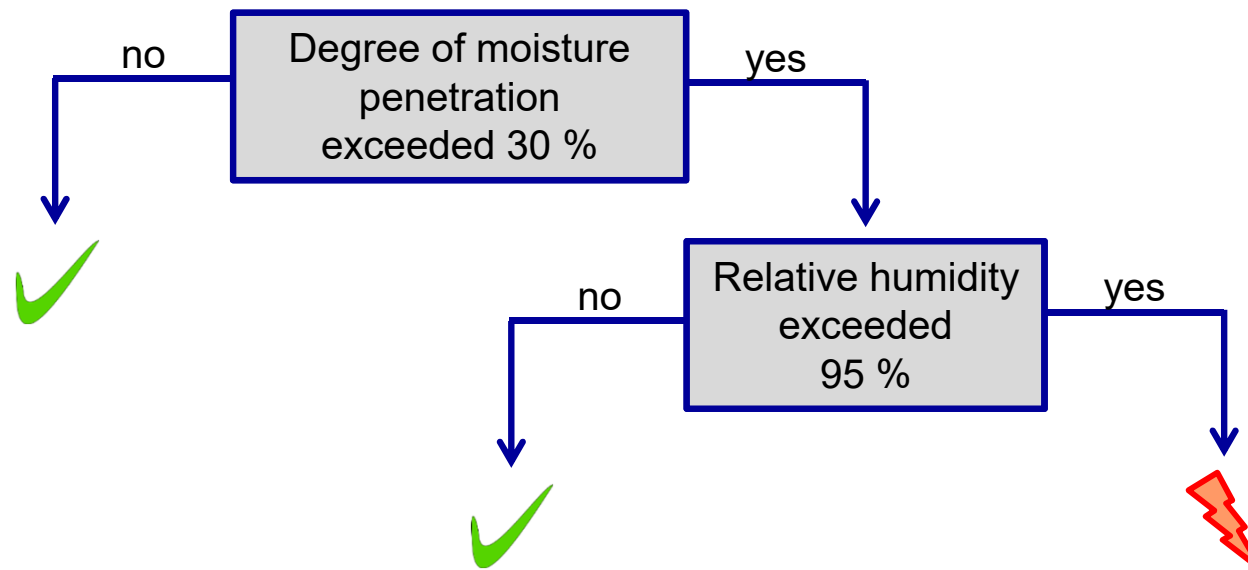 no
Degree of moisture
penetration
exceeded 30 %
yes
no
Relative humidity
exceeded
95 %
yes